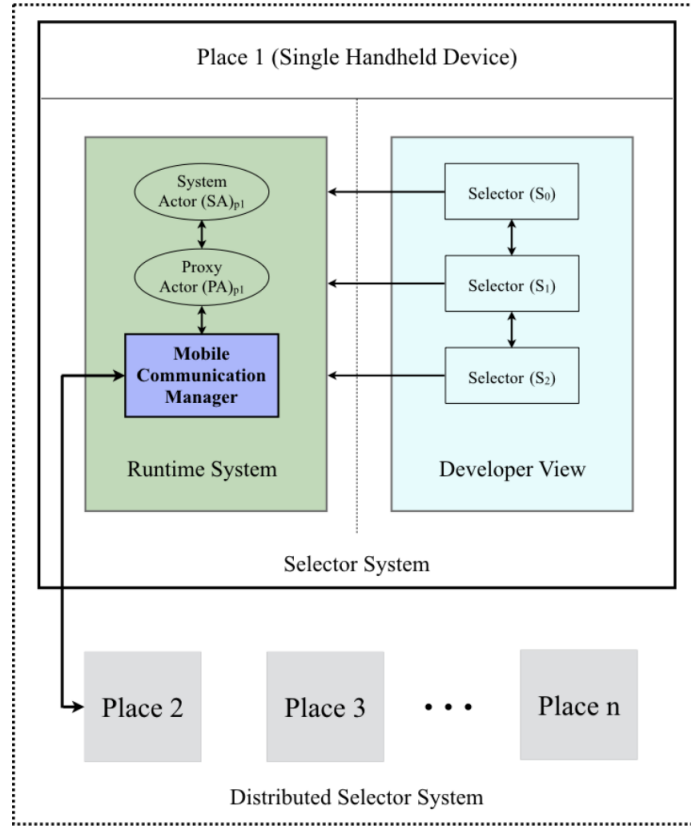 Place 1 (Single Handheld Device)
System
Actor (SA)p1
Proxy
Actor (PA)p1
Mobile
Communication
Manager
Runtime System
Selector (S0)
Selector (S1)
Selector (S2)
Developer View
Selector System
Place 2
Place 3
• • •
Place n
Distributed Selector System